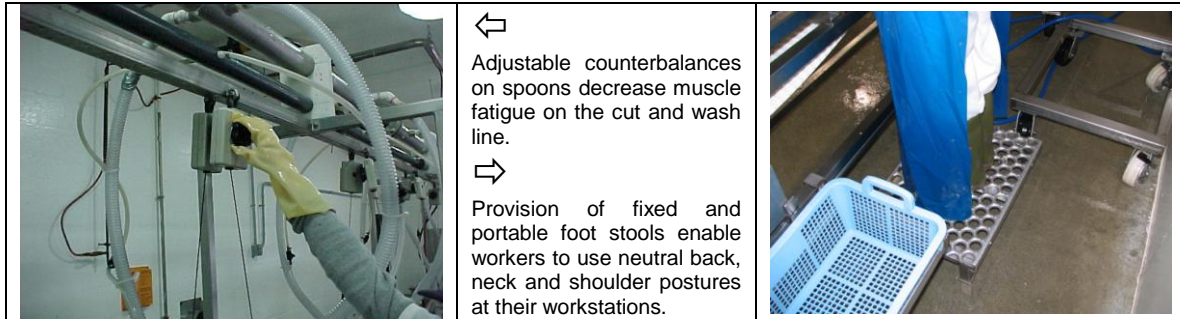 ⇦
Adjustable counterbalances
on spoons decrease muscle
fatigue on the cut and wash
line.
⇨
Provision of fixed and
portable foot stools enable
workers to use neutral back,
neck and shoulder postures
at their workstations.